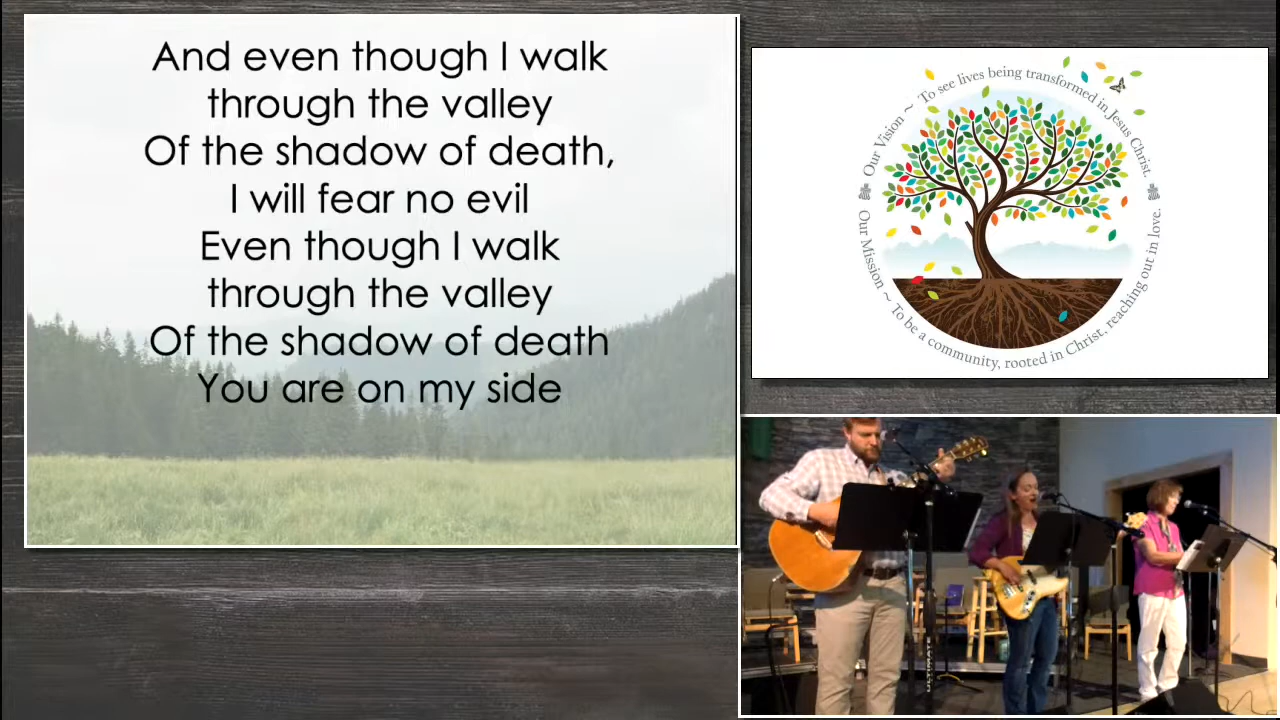 And even though I walk
through the valley
Of the shadow of death,
I will fear no evil
Even though I walk
through the valley
Of the shadow of death
You are on my side
Our Vision ~ To see lives being transformed in Jesus Christ.
Our Mission ~ To be a community, rooted in Christ, reaching out in love.
ULTIMATE